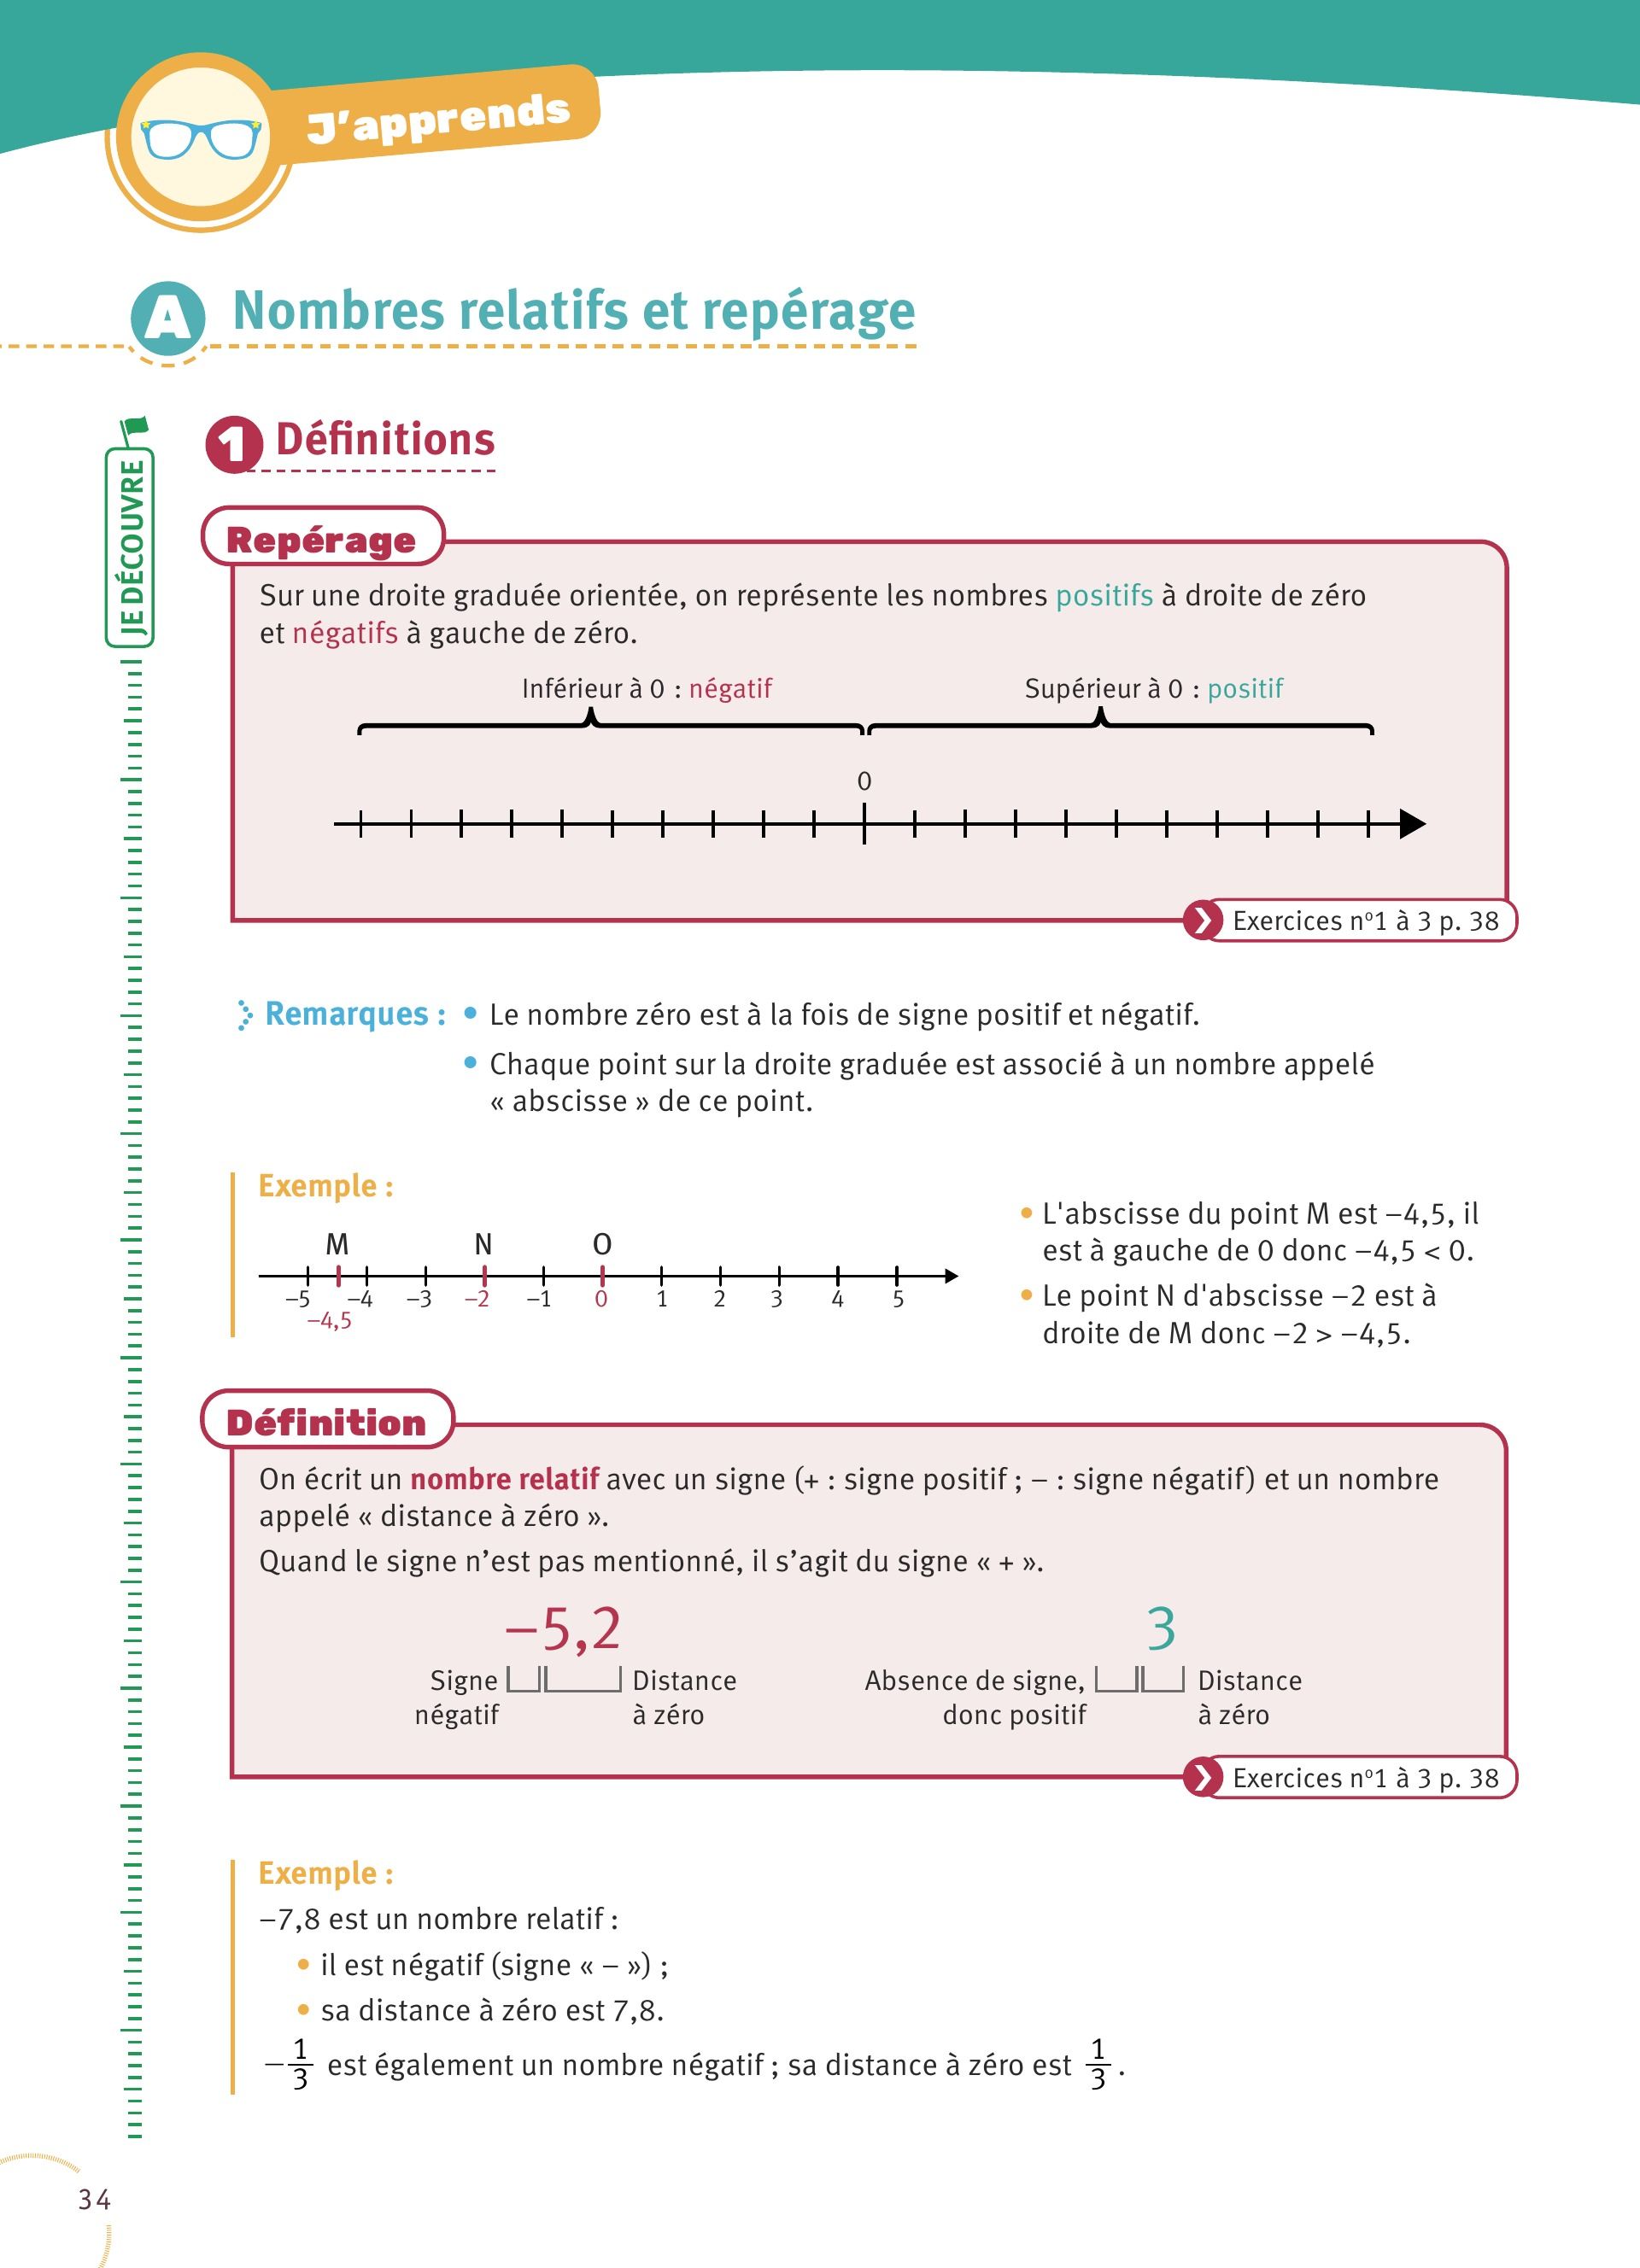 J'apprends
A Nombres relatifs et repérage
JE DÉCOUVRE
1 Définitions
Repérage
Sur une droite graduée orientée, on représente les nombres positifs à droite de zéro
et négatifs à gauche de zéro.
Inférieur à 0 : négatif Supérieur à 0 : positif
0
Exercices nº1 à 3 p. 38
Remarques : • Le nombre zéro est à la fois de signe positif et négatif.
• Chaque point sur la droite graduée est associé à un nombre appelé
« abscisse » de ce point.
Exemple :
M N O
–5 –4 –3 –2 –1 0 1 2 3 4 5
–4,5
• L'abscisse du point M est –4,5, il
est à gauche de 0 donc –4,5 < 0.
• Le point N d'abscisse –2 est à
droite de M donc –2 > –4,5.
Définition
On écrit un nombre relatif avec un signe (+ : signe positif ; – : signe négatif) et un nombre
appelé « distance à zéro ».
Quand le signe n’est pas mentionné, il s’agit du signe « + ».
–5,2 3
Signe Distance Absence de signe, Distance
négatif à zéro donc positif à zéro
Exercices nº1 à 3 p. 38
Exemple :
–7,8 est un nombre relatif :
• il est négatif (signe « – ») ;
• sa distance à zéro est 7,8.
–1/3 est également un nombre négatif ; sa distance à zéro est 1/3.
34